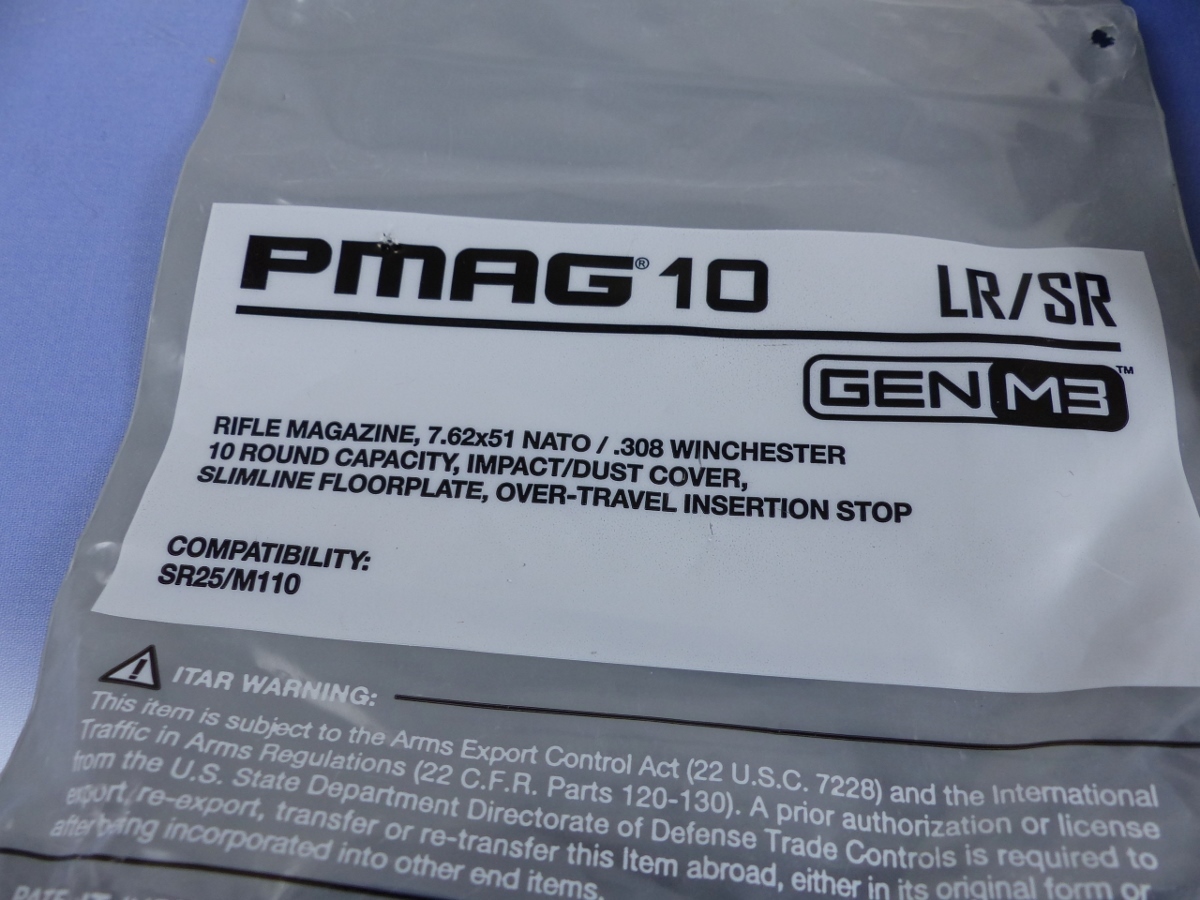 PMAG® 10 LR/SR
GEN M3™
RIFLE MAGAZINE, 7.62x51 NATO / .308 WINCHESTER
10 ROUND CAPACITY, IMPACT/DUST COVER,
SLIMLINE FLOORPLATE, OVER-TRAVEL INSERTION STOP
COMPATIBILITY:
SR25/M110
ITAR WARNING:
This item is subject to the Arms Export Control Act (22 U.S.C. 7228) and the International
Traffic in Arms Regulations (22 C.F.R. Parts 120-130). A prior authorization or license
from the U.S. State Department Directorate of Defense Trade Controls is required to
export, re-export, transfer or re-transfer this Item abroad, either in its original form or
after being incorporated into other end items.